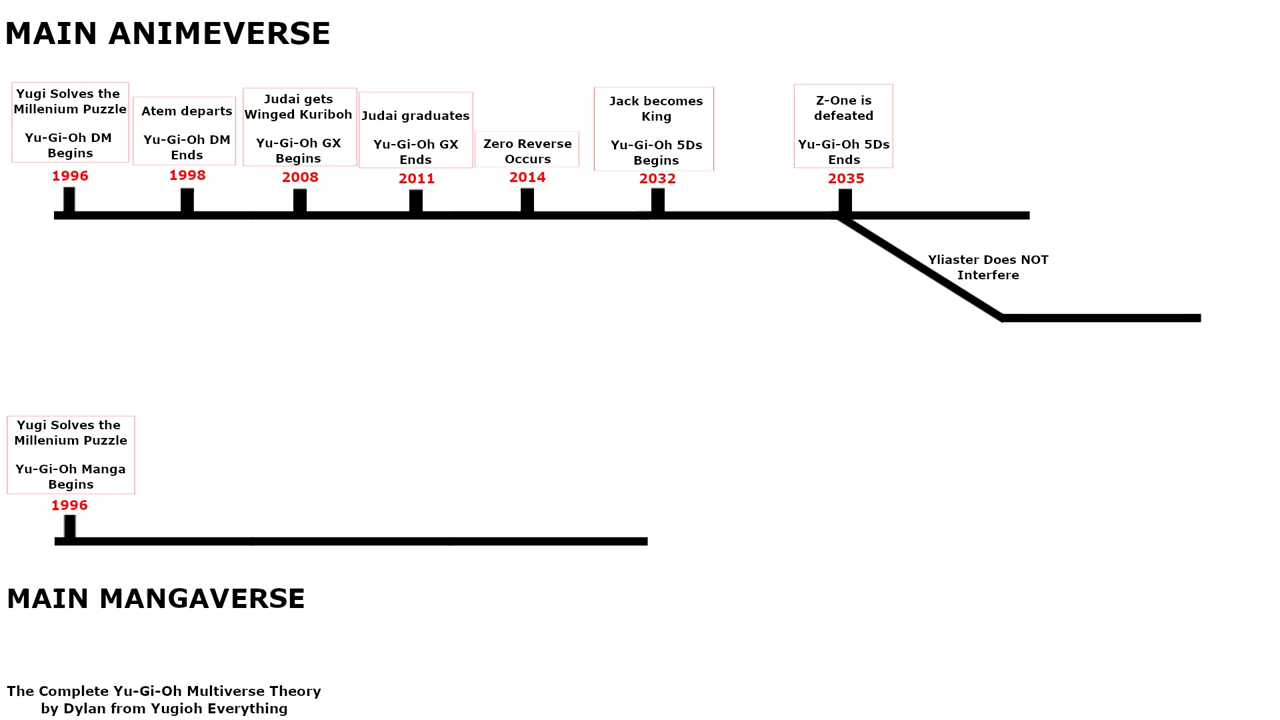 MAIN ANIMEVERSE
Yugi Solves the
Millenium Puzzle
Yu-Gi-Oh DM
Begins
1996
Atem departs
Yu-Gi-Oh DM
Ends
1998
Judai gets
Winged Kuriboh
Yu-Gi-Oh GX
Begins
2008
Judai graduates
Yu-Gi-Oh GX
Ends
2011
Zero Reverse
Occurs
2014
Jack becomes
King
Yu-Gi-Oh 5Ds
Begins
2032
Z-One is
defeated
Yu-Gi-Oh 5Ds
Ends
2035
Yliaster Does NOT
Interfere
Yugi Solves the
Millenium Puzzle
Yu-Gi-Oh Manga
Begins
1996
MAIN MANGAVERSE
The Complete Yu-Gi-Oh Multiverse Theory
by Dylan from Yugioh Everything